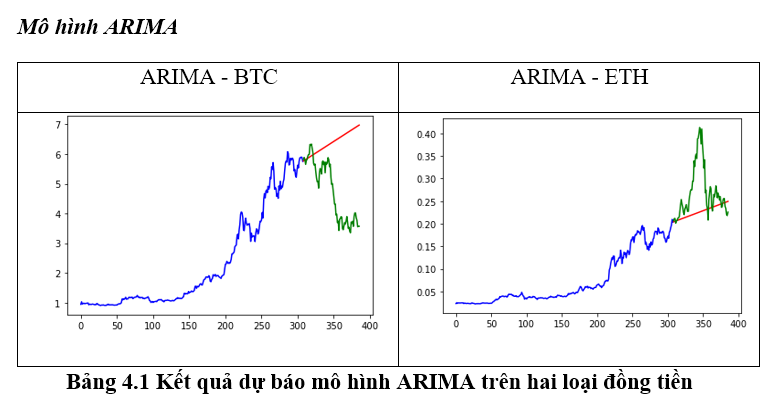 Mô hình ARIMA
ARIMA - BTC
ARIMA - ETH
7
6
5
4
3
2
1
0 50 100 150 200 250 300 350 400
0.40
0.35
0.30
0.25
0.20
0.15
0.10
0.05
0 50 100 150 200 250 300 350 400
Bảng 4.1 Kết quả dự báo mô hình ARIMA trên hai loại đồng tiền